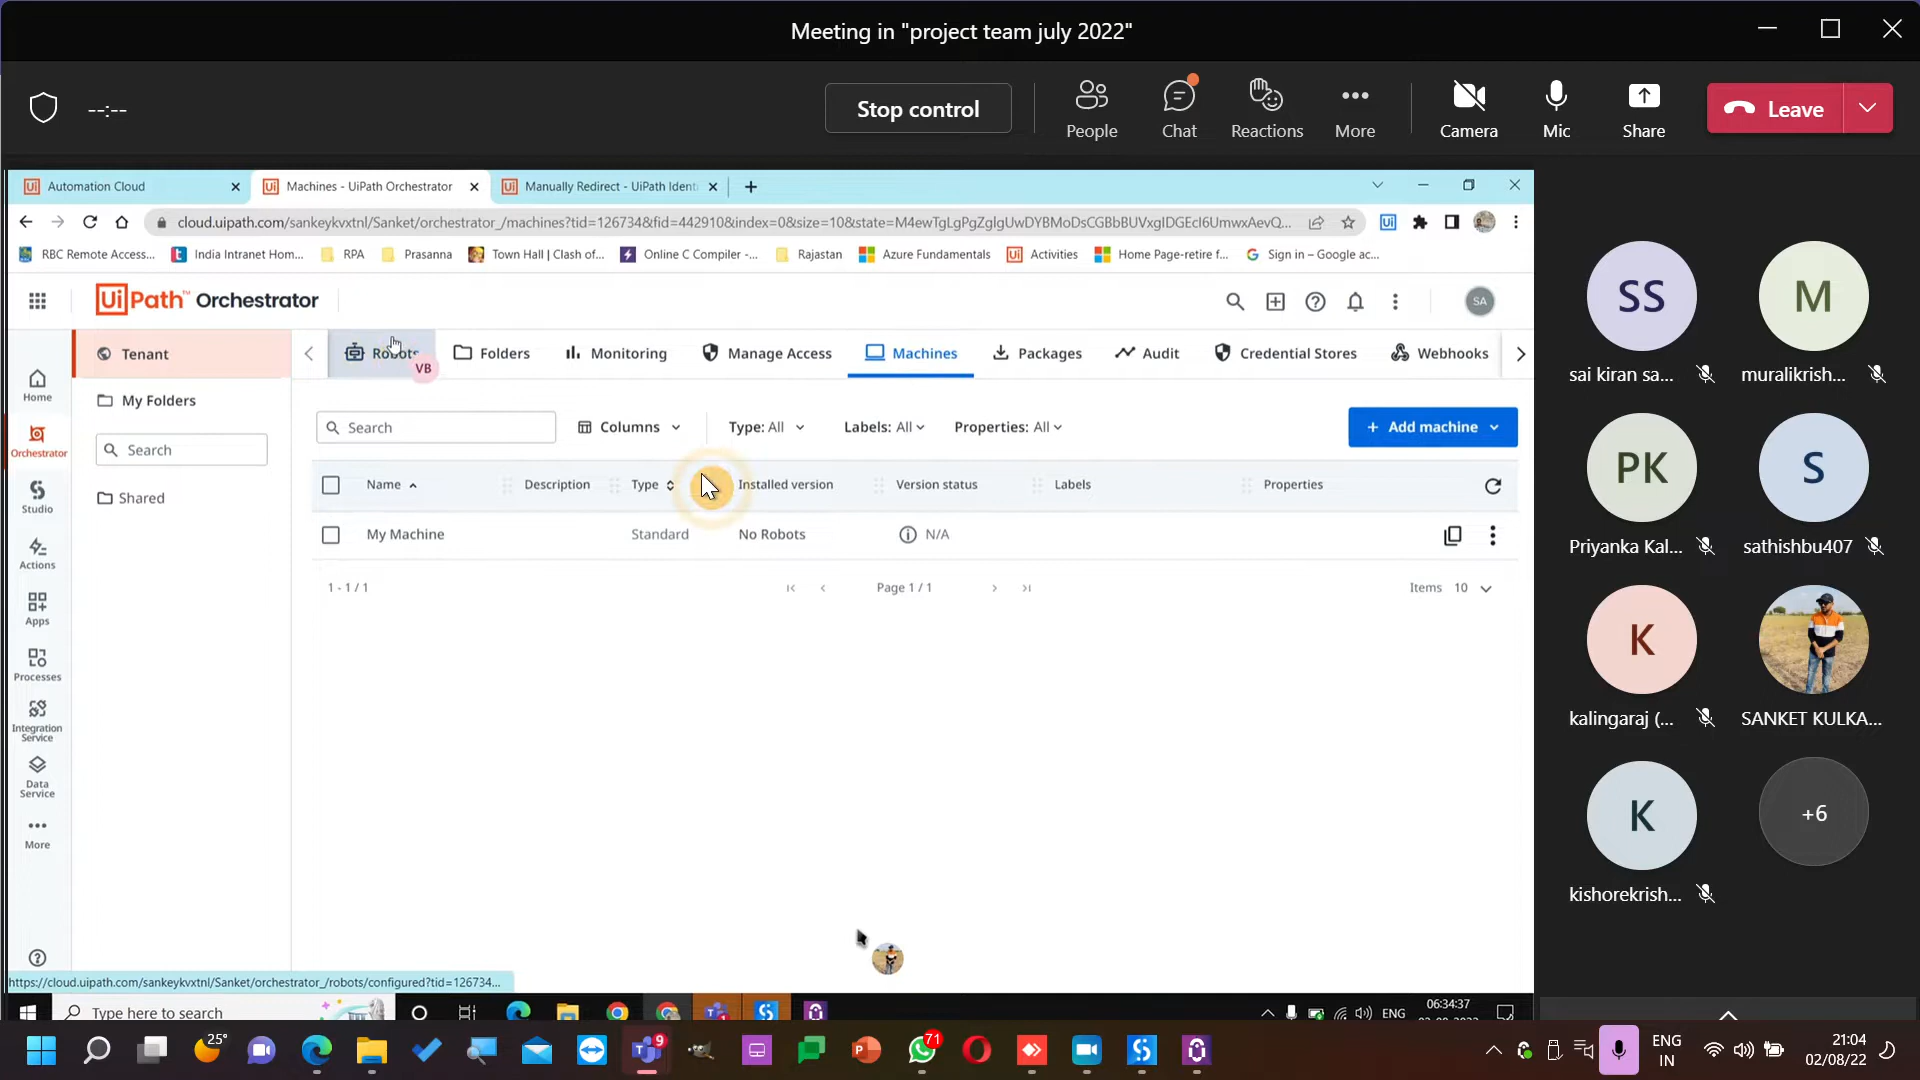 Meeting in "project team july 2022"
--:--
Stop control
People
Chat
Reactions
More
Camera
Mic
Share
Leave
Automation Cloud
Machines - UiPath Orchestrator
Manually Redirect - UiPath Ident
cloud.uipath.com/sankeykvxtnl/Sanket/orchestrator_/machines?tid=126734&fid=442910&index=0&size=10&state=M4ewTgLgPgZglgUwDYBMoDsCGBbBUVxgIDGEcl6UmwxAevQ...
RBC Remote Access...
India Intranet Hom...
RPA
Prasanna
Town Hall | Clash of...
Online C Compiler -...
Rajastan
Azure Fundamentals
Activities
Home Page-retire f...
Sign in – Google ac...
UiPath™ Orchestrator
SA
Tenant
Robots
VB
Folders
Monitoring
Manage Access
Machines
Packages
Audit
Credential Stores
Webhooks
Home
Orchestrator
Studio
Actions
Apps
Processes
Integration Service
Data Service
More
My Folders
Search
Shared
Search
Columns
Type: All
Labels: All
Properties: All
+ Add machine
Name
Description
Type
Installed version
Version status
Labels
Properties
My Machine
Standard
No Robots
N/A
1 - 1 / 1
Page 1 / 1
Items 10
https://cloud.uipath.com/sankeykvxtnl/Sanket/orchestrator_/robots/configured?tid=126734...
Type here to search
ENG
06:34:37
SS
sai kiran sa...
M
muralikrish...
PK
Priyanka Kal...
S
sathishbu407
K
kalingaraj (...
SANKET KULKA...
K
kishorekrish...
+6
25°
9
71
ENG
IN
21:04
02/08/22